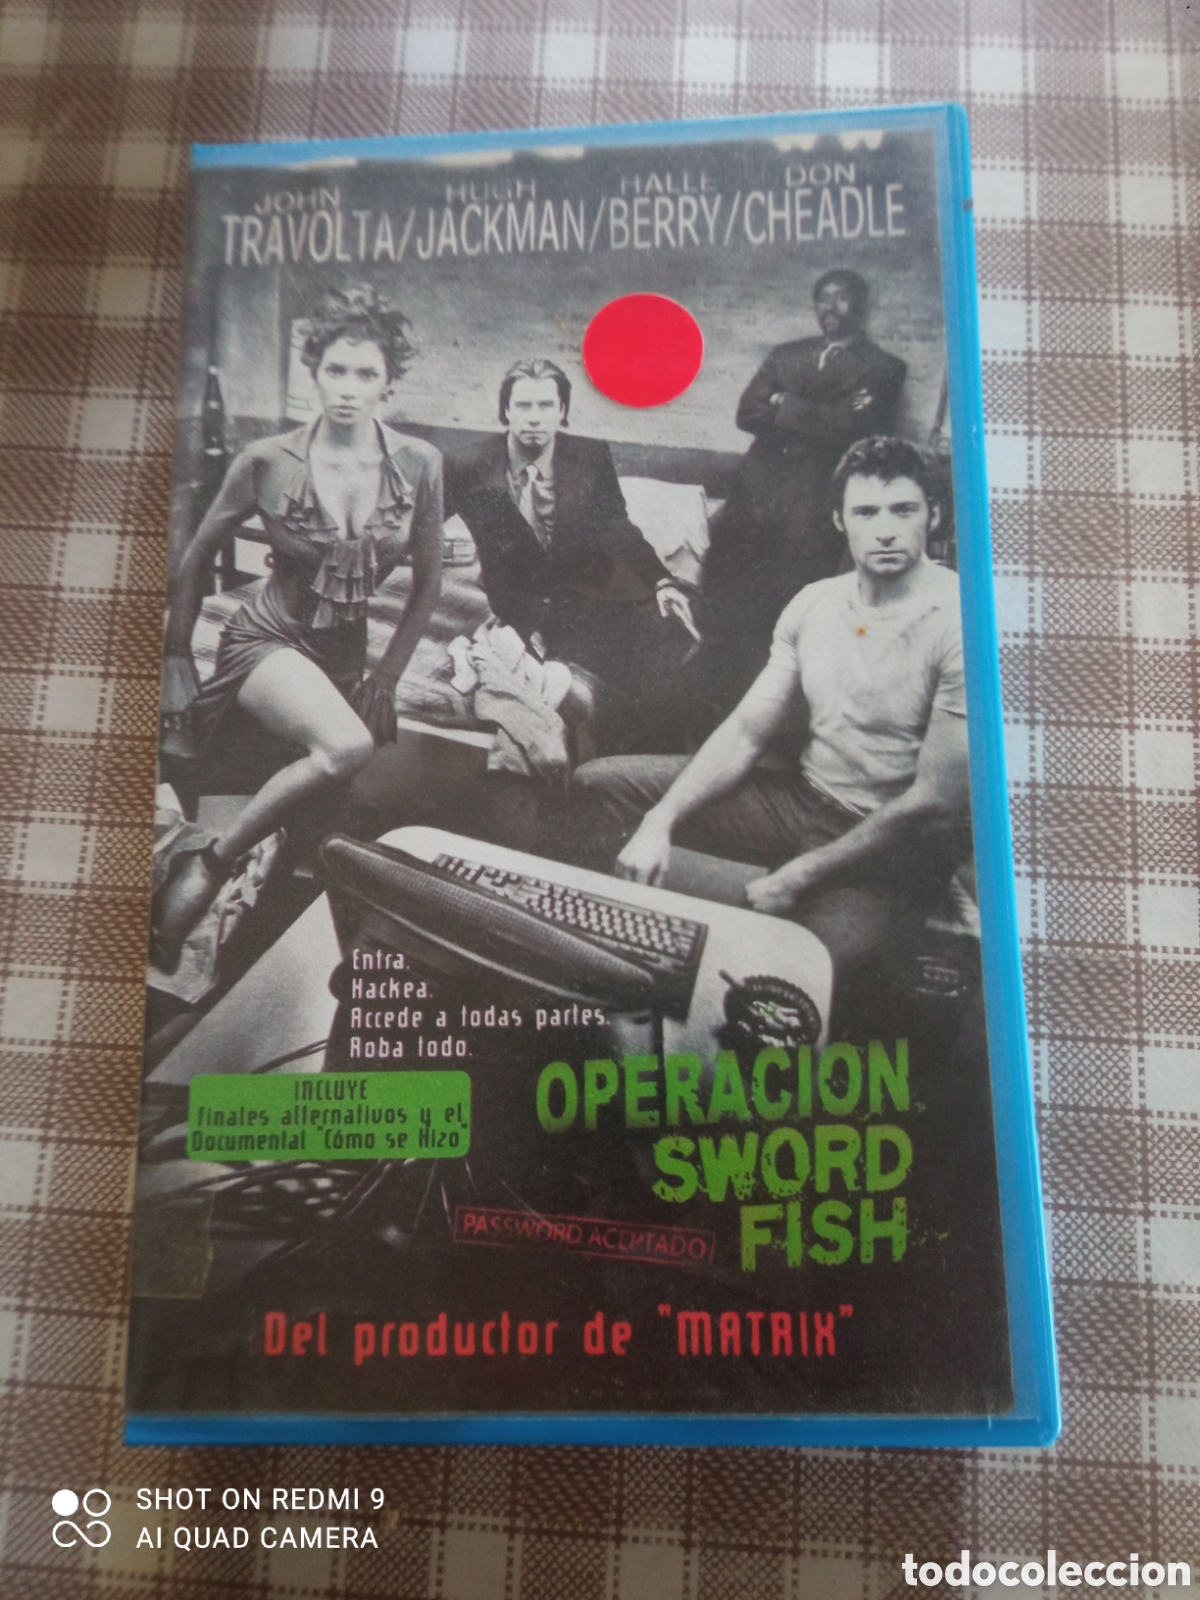 JOHN HUGH HALLE DON
TRAVOLTA/JACKMAN/BERRY/CHEADLE
Entra.
Hackea.
Accede a todas partes.
Roba todo.
INCLUYE
finales alternativos y el
Documental "Cómo se Hizo"
OPERACION
SWORD
FISH
PASSWORD ACEPTADO
Del productor de "MATRIX"
SHOT ON REDMI 9
AI QUAD CAMERA
todocoleccion